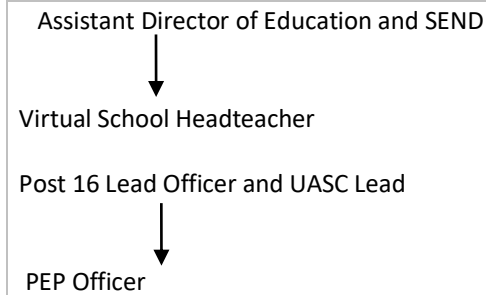 Assistant Director of Education and SEND
Virtual School Headteacher
Post 16 Lead Officer and UASC Lead
PEP Officer